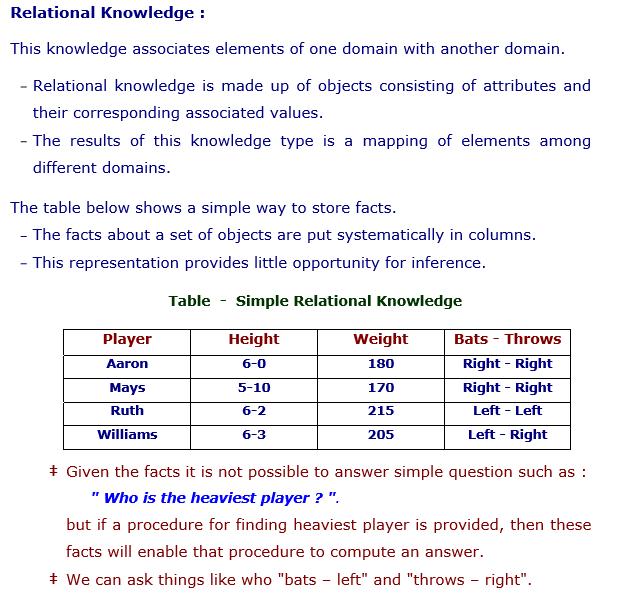 Relational Knowledge :
This knowledge associates elements of one domain with another domain.
– Relational knowledge is made up of objects consisting of attributes and
their corresponding associated values.
– The results of this knowledge type is a mapping of elements among
different domains.
The table below shows a simple way to store facts.
– The facts about a set of objects are put systematically in columns.
– This representation provides little opportunity for inference.
Table - Simple Relational Knowledge
Player Height Weight Bats - Throws
Aaron 6-0 180 Right - Right
Mays 5-10 170 Right - Right
Ruth 6-2 215 Left - Left
Williams 6-3 205 Left - Right
‡ Given the facts it is not possible to answer simple question such as :
" Who is the heaviest player ? ".
but if a procedure for finding heaviest player is provided, then these
facts will enable that procedure to compute an answer.
‡ We can ask things like who "bats – left" and "throws – right".